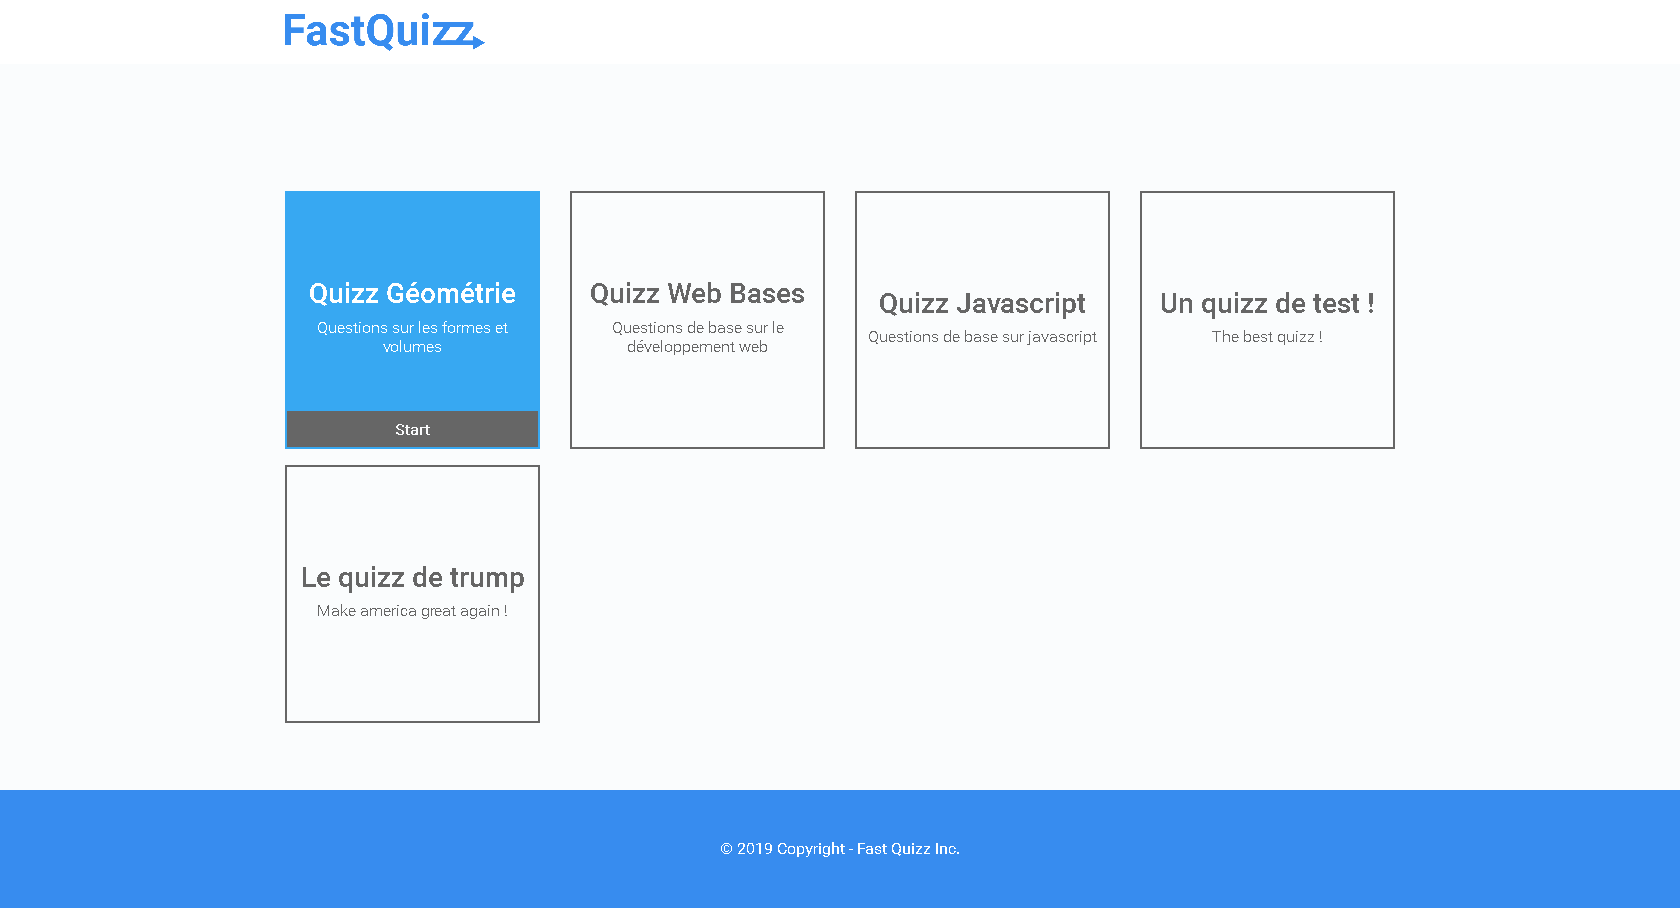 FastQuizz
Quizz Géométrie
Questions sur les formes et
volumes
Start
Quizz Web Bases
Questions de base sur le
développement web
Quizz Javascript
Questions de base sur javascript
Un quizz de test !
The best quizz !
Le quizz de trump
Make america great again !
© 2019 Copyright - Fast Quizz Inc.